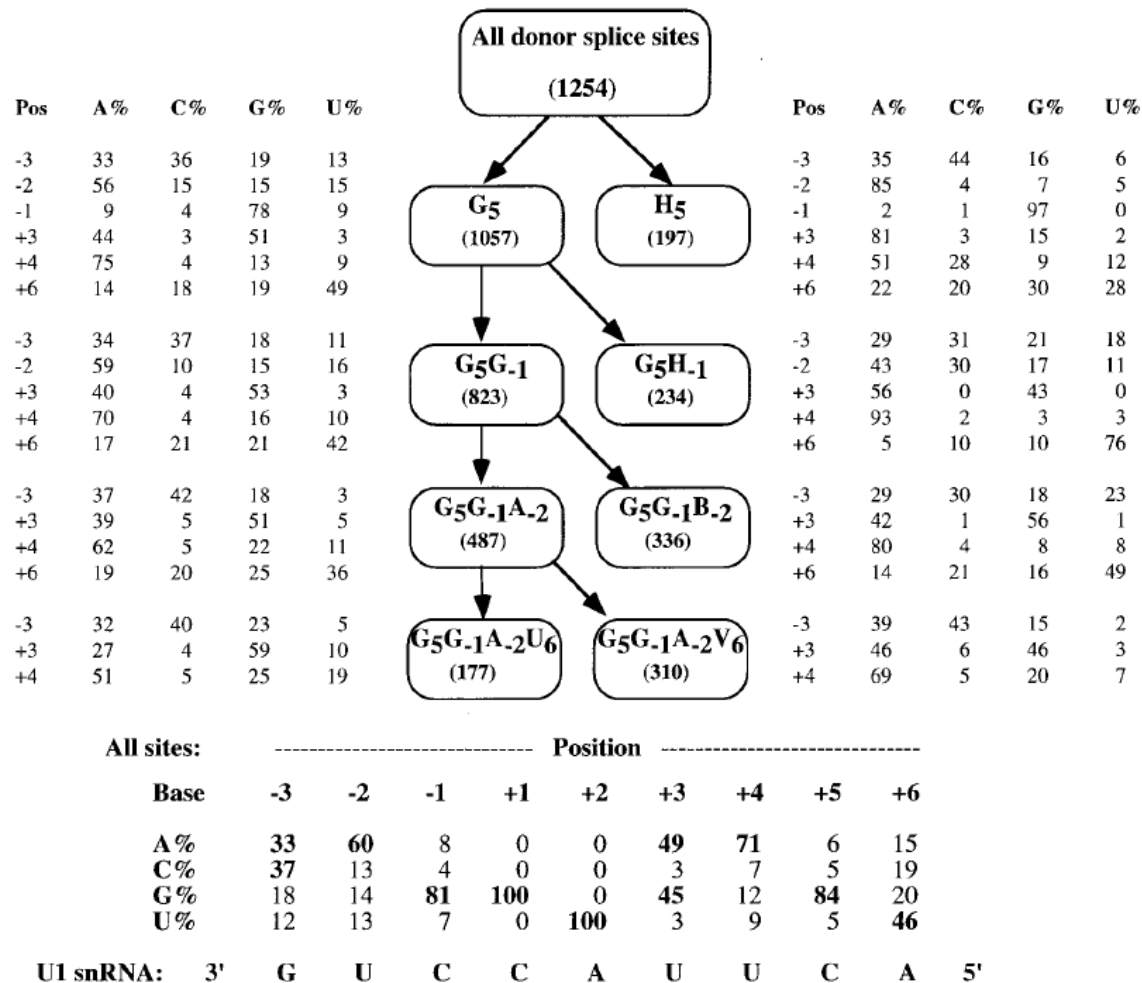 All donor splice sites
(1254)
Pos A% C% G% U%
-3 33 36 19 13
-2 56 15 15 15
-1 9 4 78 9
+3 44 3 51 3
+4 75 4 13 9
+6 14 18 19 49
G5
(1057)
H5
(197)
Pos A% C% G% U%
-3 35 44 16 6
-2 85 4 7 5
-1 2 1 97 0
+3 81 3 15 2
+4 51 28 9 12
+6 22 20 30 28
-3 34 37 18 11
-2 59 10 15 16
+3 40 4 53 3
+4 70 4 16 10
+6 17 21 21 42
G5G-1
(823)
G5H-1
(234)
-3 29 31 21 18
-2 43 30 17 11
+3 56 0 43 0
+4 93 2 3 3
+6 5 10 10 76
-3 37 42 18 3
+3 39 5 51 5
+4 62 5 22 11
+6 19 20 25 36
G5G-1A-2
(487)
G5G-1B-2
(336)
-3 29 30 18 23
+3 42 1 56 1
+4 80 4 8 8
+6 14 21 16 49
-3 32 40 23 5
+3 27 4 59 10
+4 51 5 25 19
G5G-1A-2U6
(177)
G5G-1A-2V6
(310)
-3 39 43 15 2
+3 46 6 46 3
+4 69 5 20 7
All sites: Position
Base -3 -2 -1 +1 +2 +3 +4 +5 +6
A% 33 60 8 0 0 49 71 6 15
C% 37 13 4 0 0 3 7 5 19
G% 18 14 81 100 0 45 12 84 20
U% 12 13 7 0 100 3 9 5 46
U1 snRNA: 3' G U C C A U U C A 5'